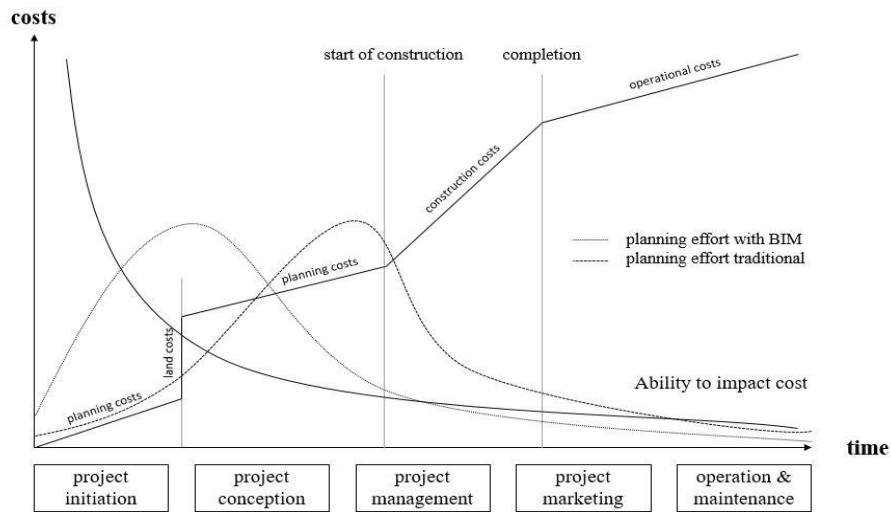 costs
start of construction
completion
operational costs
construction costs
planning effort with BIM
planning effort traditional
planning costs
land costs
planning costs
Ability to impact cost
time
project
initiation
project
conception
project
management
project
marketing
operation &
maintenance